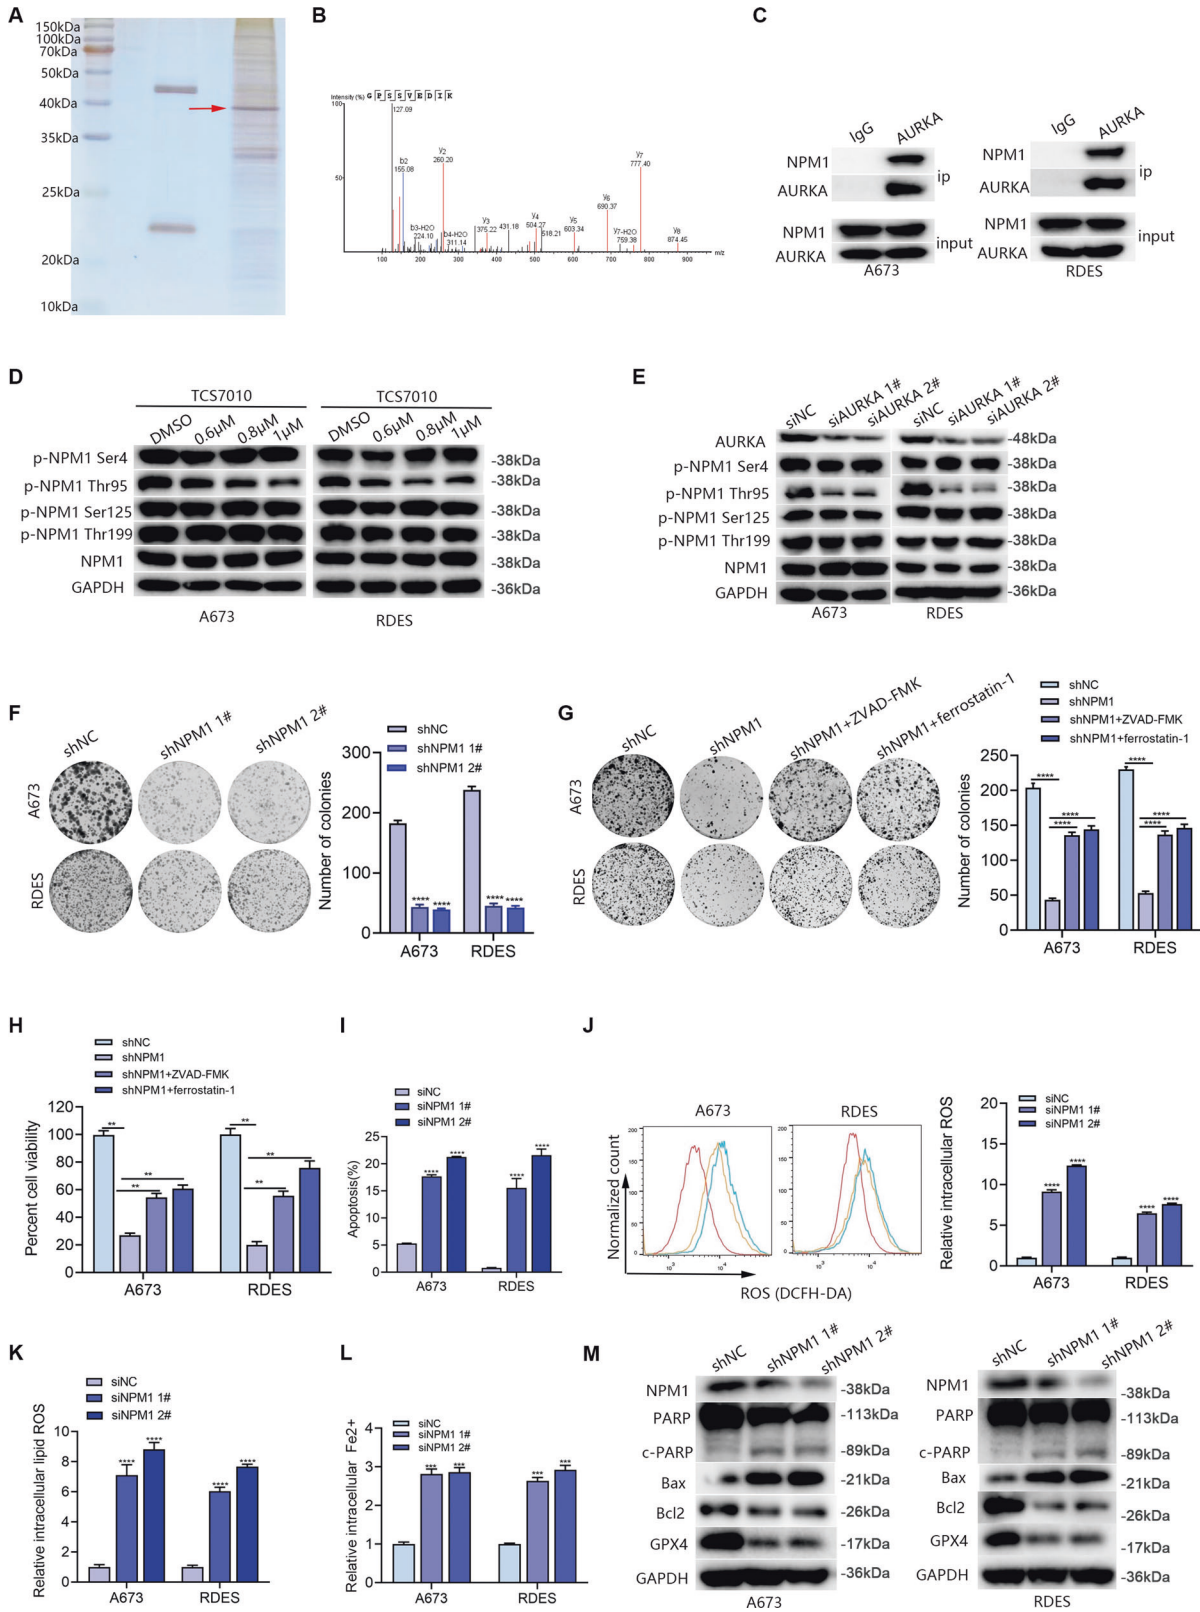 A
150kDa
100kDa
70kDa
50kDa
40kDa
35kDa
25kDa
20kDa
10kDa
B
Intensity (%)
G P S S V E D I K
100
50
127.09
b2
155.08
b3-H2O
224.10
y2
260.20
b4-H2O
311.14
y3
375.22
431.18
y4
504.27
518.21
y5
603.34
y6
690.37
y7-H2O
759.38
y7
777.40
y8
874.45
100 200 300 400 500 600 700 800 900 m/z
C
IgG AURKA
NPM1
AURKA
ip
NPM1
AURKA
input
A673
IgG AURKA
NPM1
AURKA
ip
NPM1
AURKA
input
RDES
D
TCS7010 TCS7010
DMSO 0.6μM 0.8μM 1μM DMSO 0.6μM 0.8μM 1μM
p-NPM1 Ser4 -38kDa
p-NPM1 Thr95 -38kDa
p-NPM1 Ser125 -38kDa
p-NPM1 Thr199 -38kDa
NPM1 -38kDa
GAPDH -36kDa
A673 RDES
E
siNC siAURKA 1# siAURKA 2# siNC siAURKA 1# siAURKA 2#
AURKA -48kDa
p-NPM1 Ser4 -38kDa
p-NPM1 Thr95 -38kDa
p-NPM1 Ser125 -38kDa
p-NPM1 Thr199 -38kDa
NPM1 -38kDa
GAPDH -36kDa
A673 RDES
F
shNC shNPM1 1# shNPM1 2#
A673
RDES
shNC
shNPM1 1#
shNPM1 2#
Number of colonies
300
200
100
0
**** **** **** ****
A673 RDES
G
shNC shNPM1 shNPM1+ZVAD-FMK shNPM1+ferrostatin-1
A673
RDES
shNC
shNPM1
shNPM1+ZVAD-FMK
shNPM1+ferrostatin-1
Number of colonies
250
200
150
100
50
0
**** **** ****
**** **** ****
A673 RDES
H
shNC
shNPM1
shNPM1+ZVAD-FMK
shNPM1+ferrostatin-1
Percent cell viability
120
100
80
60
40
20
0
** ** **
** ** **
A673 RDES
I
siNC
siNPM1 1#
siNPM1 2#
Apoptosis(%)
25
20
15
10
5
0
**** **** **** ****
A673 RDES
J
A673 RDES
Normalized count
200
150
100
50
0
10³ 10⁴
200
150
100
50
0
10³ 10⁴
ROS (DCFH-DA)
siNC
siNPM1 1#
siNPM1 2#
Relative intracellular ROS
20
15
10
5
0
**** **** **** ****
A673 RDES
K
siNC
siNPM1 1#
siNPM1 2#
Relative intracellular lipid ROS
10
8
6
4
2
0
**** **** **** ****
A673 RDES
L
siNC
siNPM1 1#
siNPM1 2#
Relative intracellular Fe2+
4
3
2
1
0
*** *** *** ***
A673 RDES
M
shNC shNPM1 1# shNPM1 2#
NPM1 -38kDa
PARP -113kDa
c-PARP -89kDa
Bax -21kDa
Bcl2 -26kDa
GPX4 -17kDa
GAPDH -36kDa
A673
shNC shNPM1 1# shNPM1 2#
NPM1 -38kDa
PARP -113kDa
c-PARP -89kDa
Bax -21kDa
Bcl2 -26kDa
GPX4 -17kDa
GAPDH -36kDa
RDES